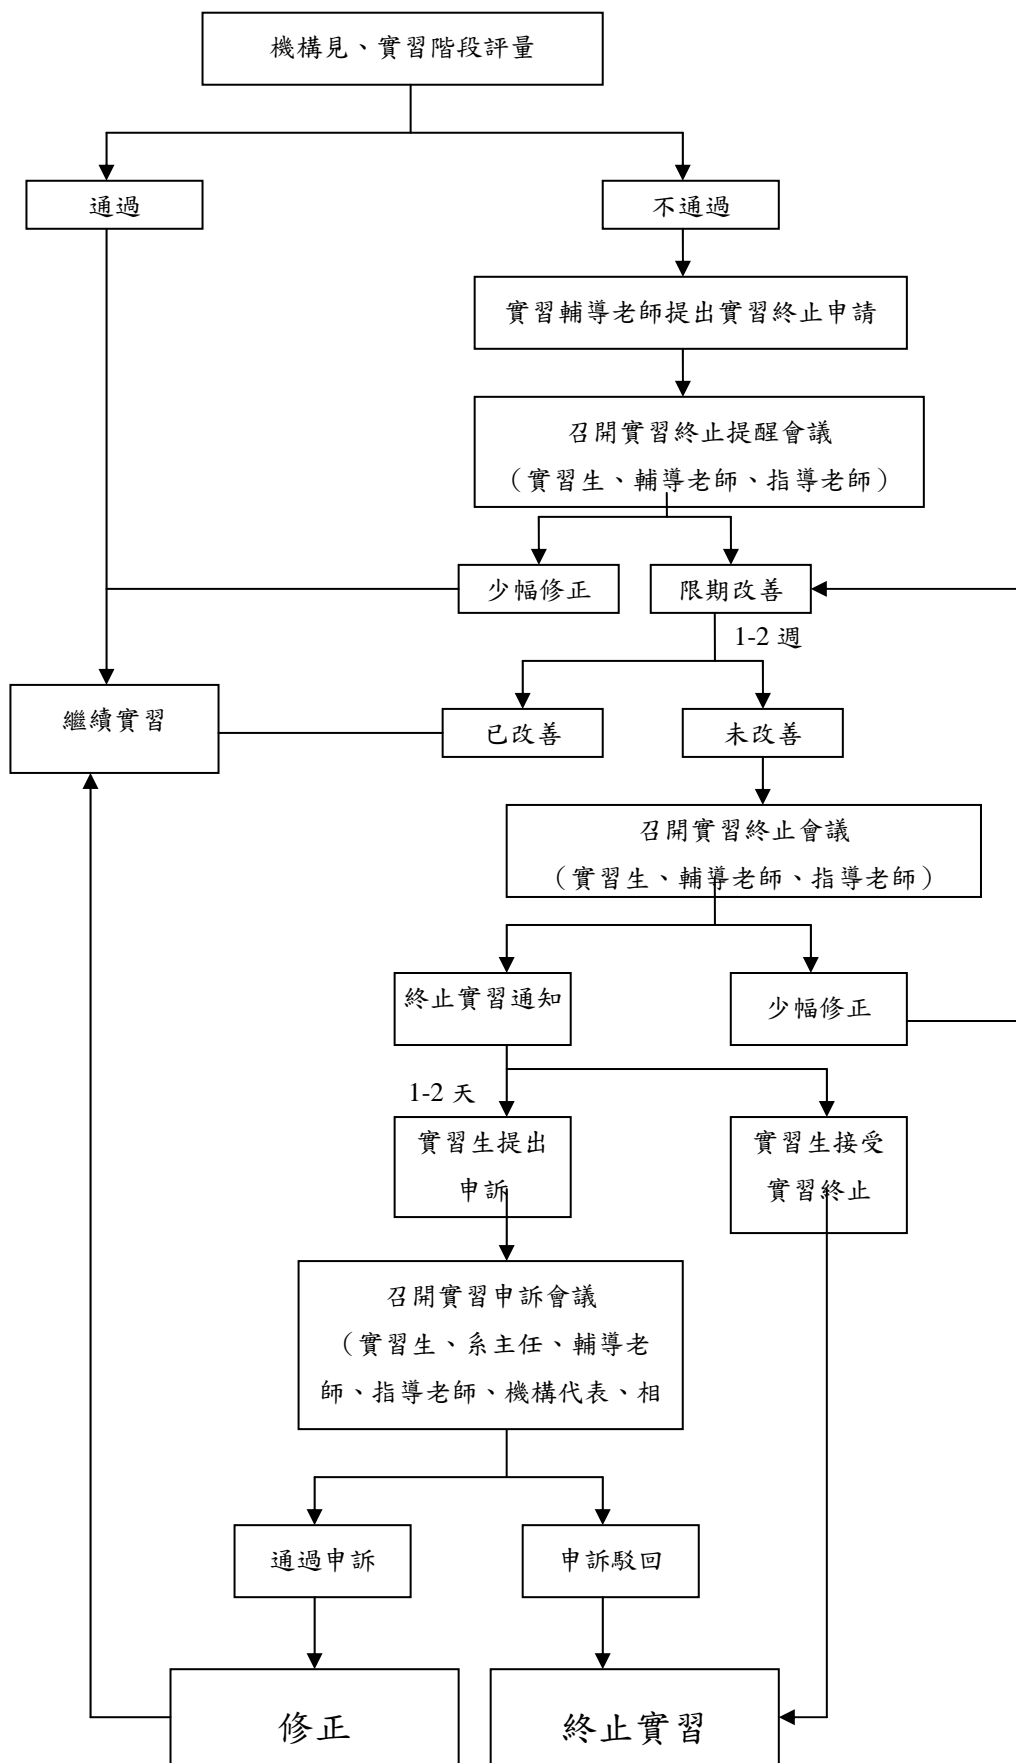 機構見、實習階段評量
通過
不通過
實習輔導老師提出實習終止申請
召開實習終止提醒會議
（實習生、輔導老師、指導老師）
少幅修正
限期改善
1-2 週
繼續實習
已改善
未改善
召開實習終止會議
（實習生、輔導老師、指導老師）
終止實習通知
少幅修正
1-2 天
實習生提出
申訴
實習生接受
實習終止
召開實習申訴會議
（實習生、系主任、輔導老
師、指導老師、機構代表、相
通過申訴
申訴駁回
修正
終止實習